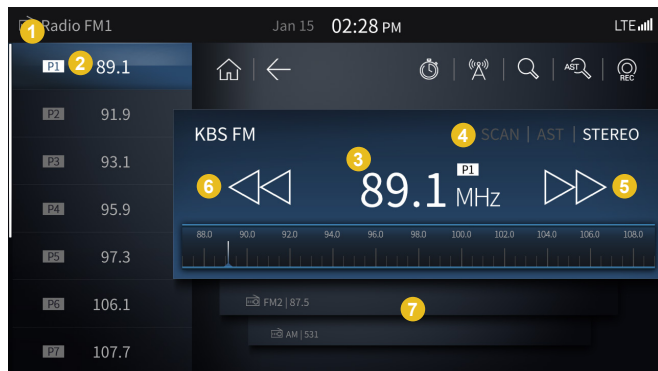 1 Radio FM1
Jan 15 02:28 PM
LTE
P1 2 89.1
P2 91.9
P3 93.1
P4 95.9
P5 97.3
P6 106.1
P7 107.7
AST
REC
KBS FM
4 SCAN | AST | STEREO
3
6
89.1 P1 MHz
5
88.0 90.0 92.0 94.0 96.0 98.0 100.0 102.0 104.0 106.0 108.0
FM2 | 87.5
7
AM | 531